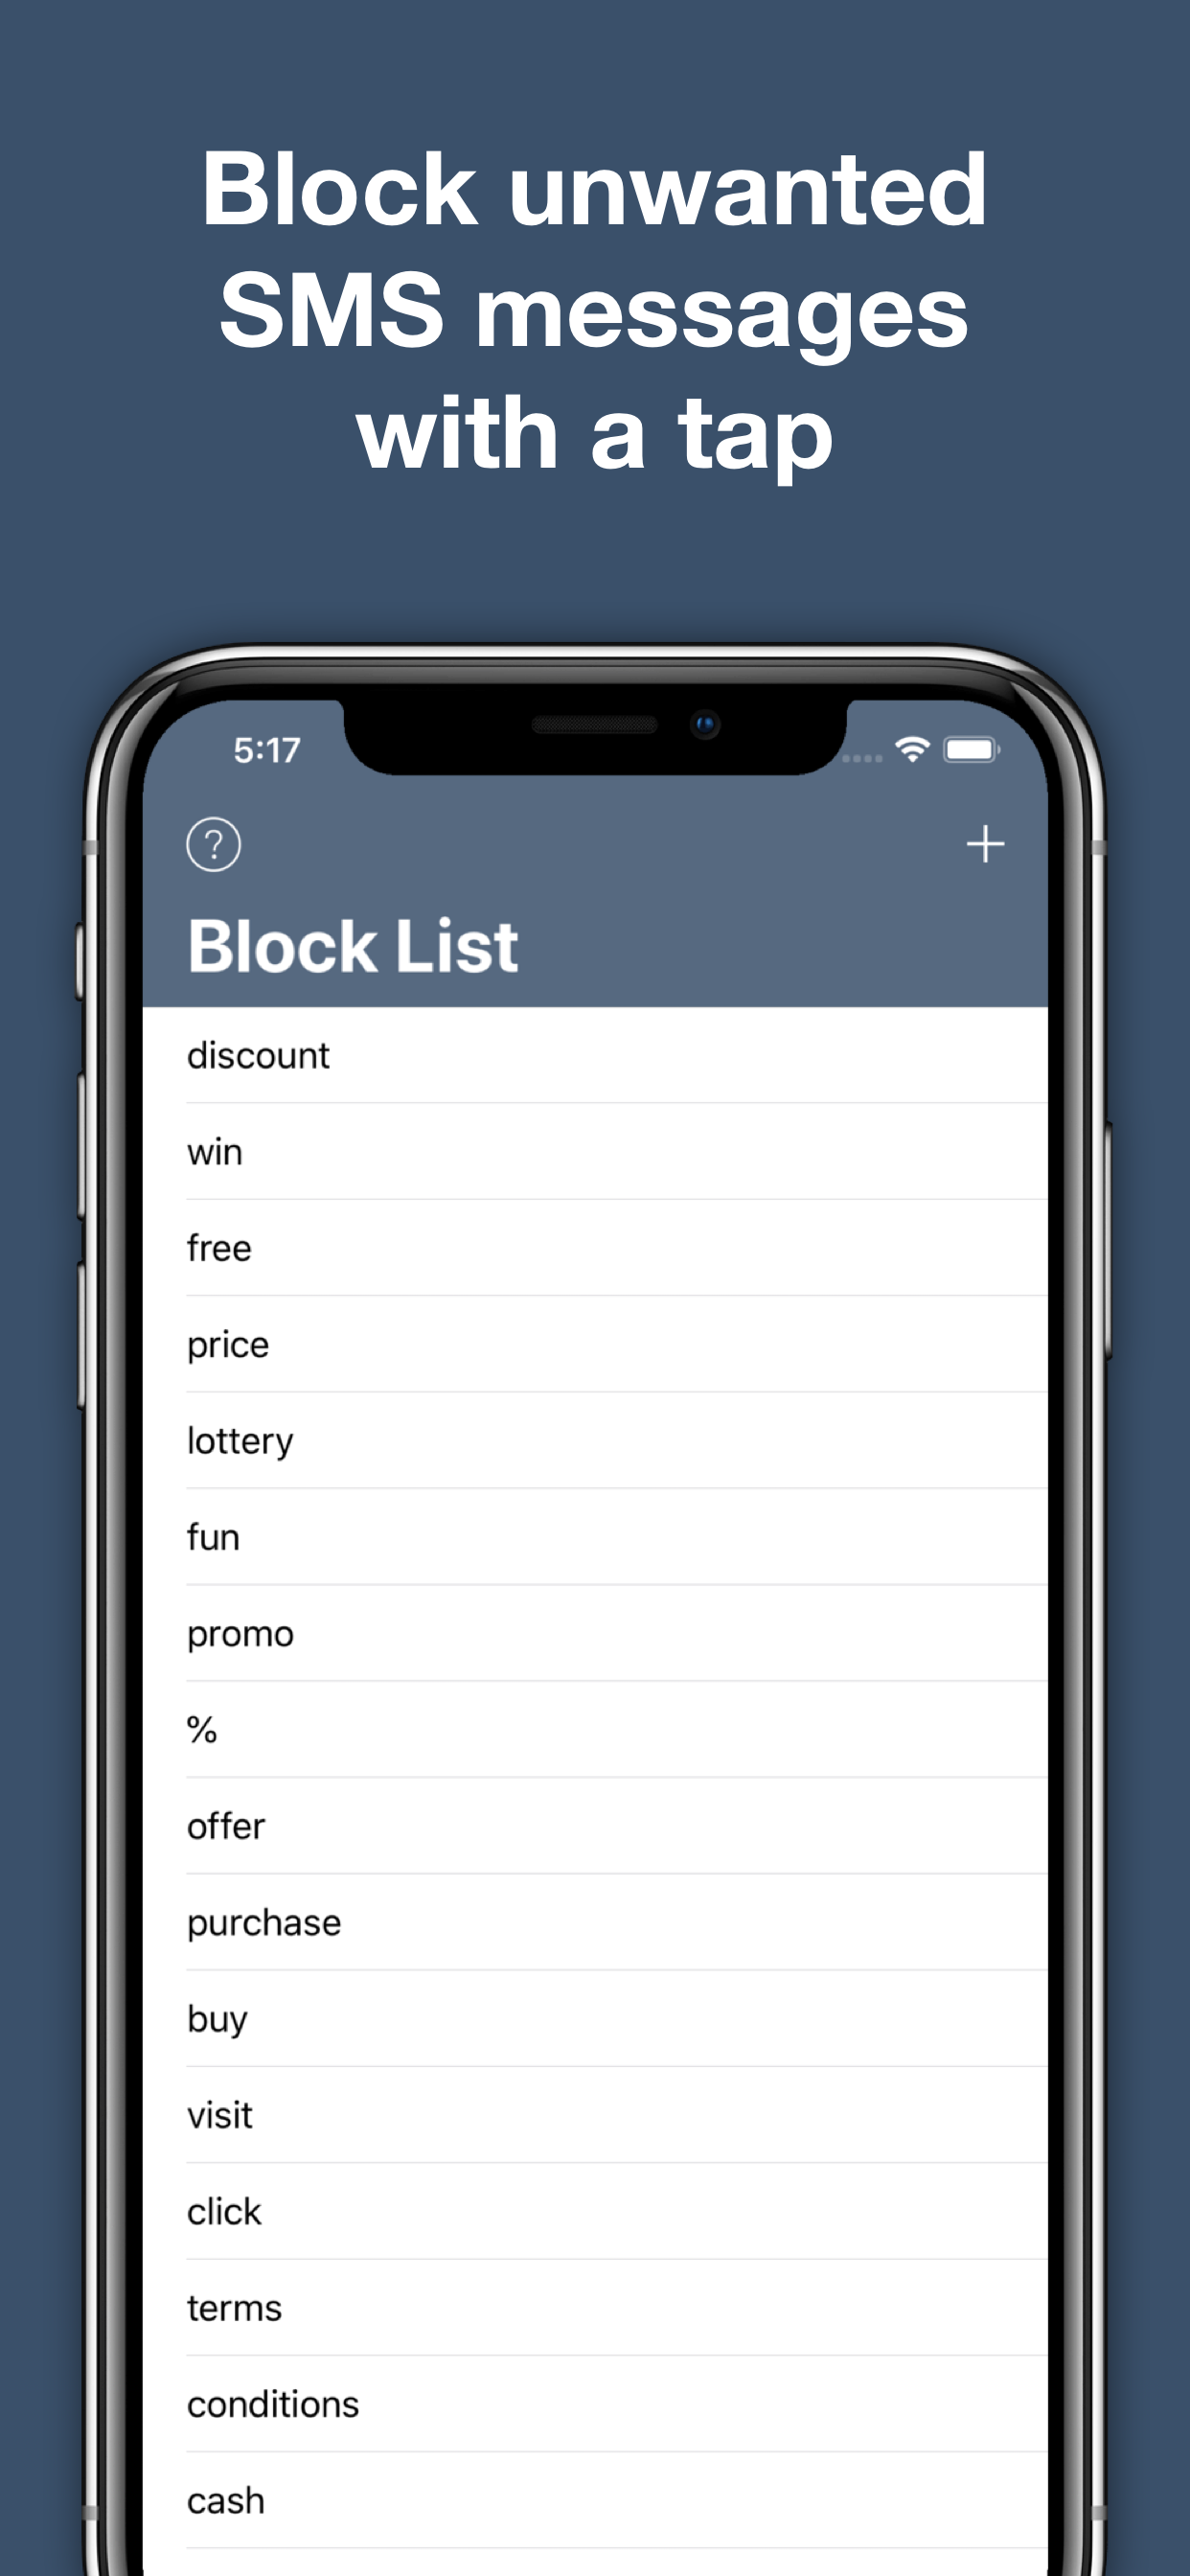 Block unwanted
SMS messages
with a tap
5:17
?
+
Block List
discount
win
free
price
lottery
fun
promo
%
offer
purchase
buy
visit
click
terms
conditions
cash